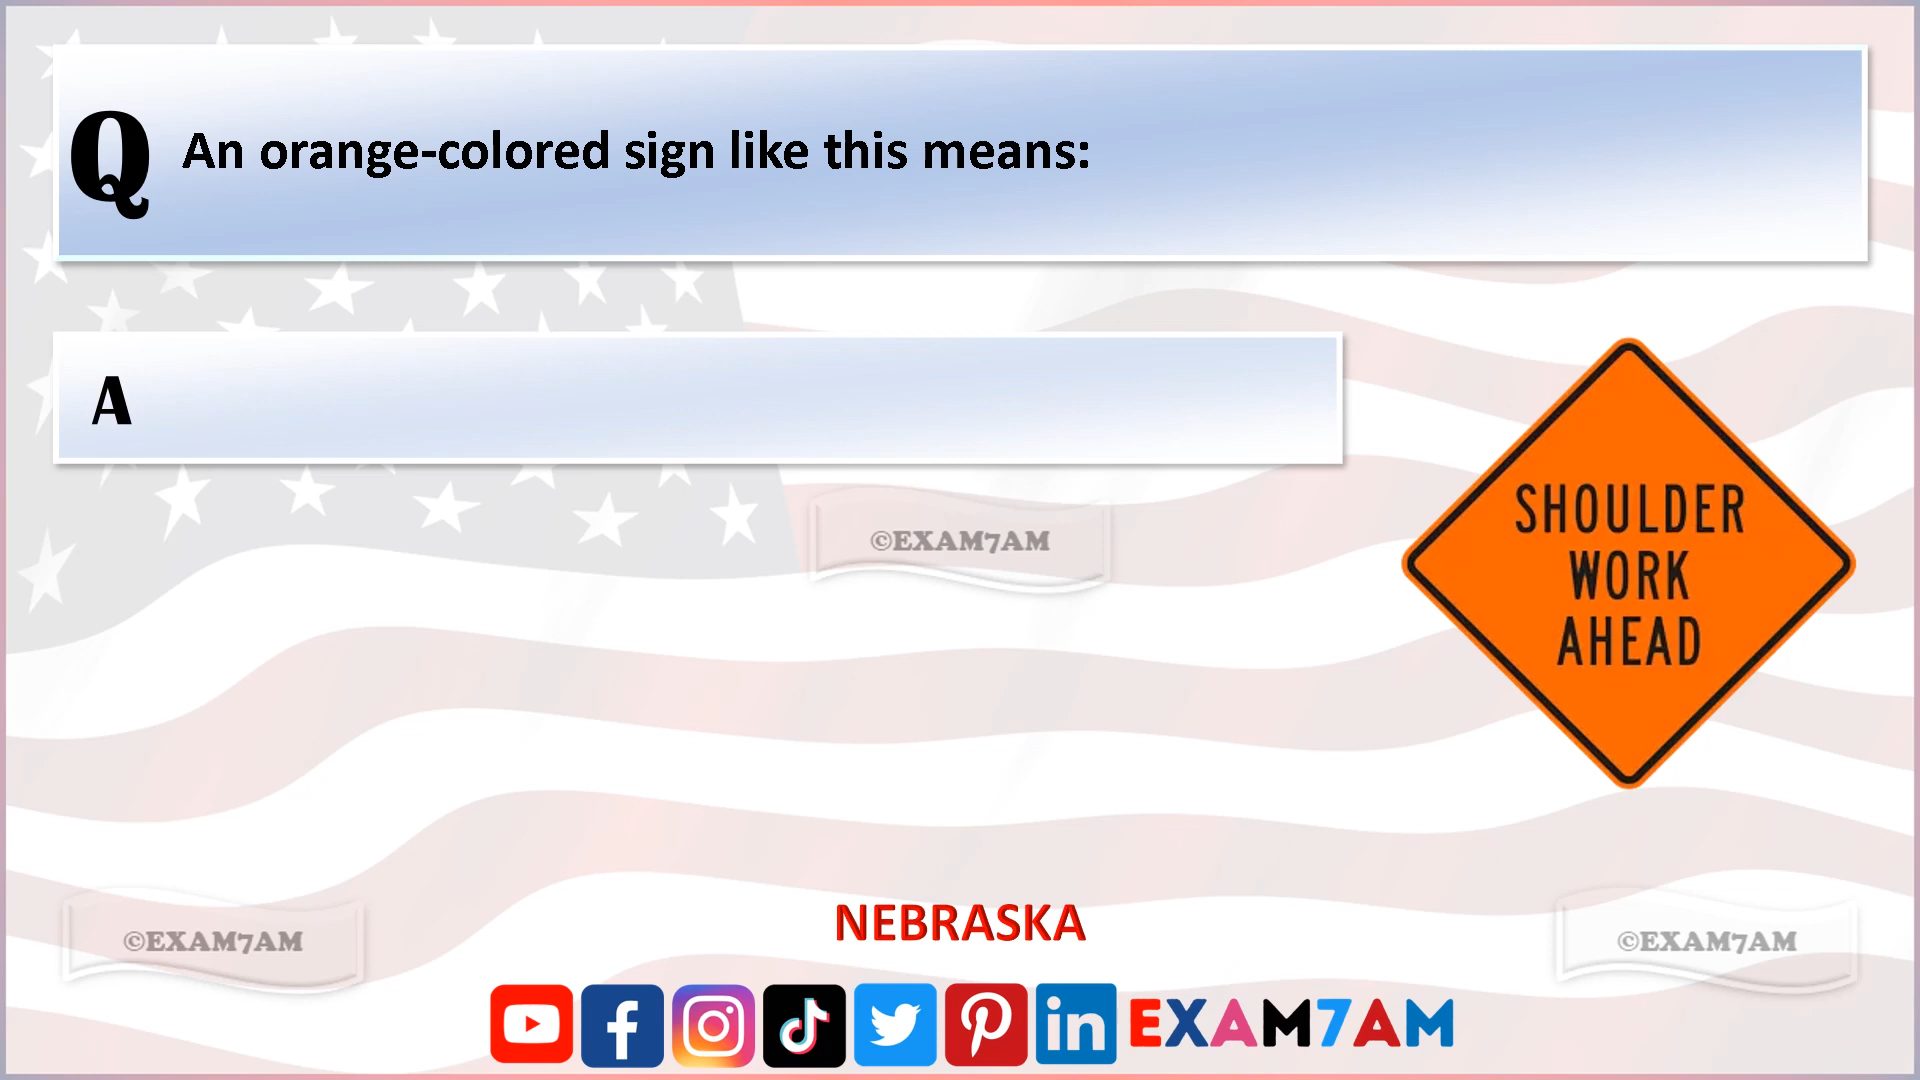 Q An orange-colored sign like this means:
A
SHOULDER
WORK
AHEAD
©EXAM7AM
NEBRASKA
©EXAM7AM
©EXAM7AM
EXAM7AM